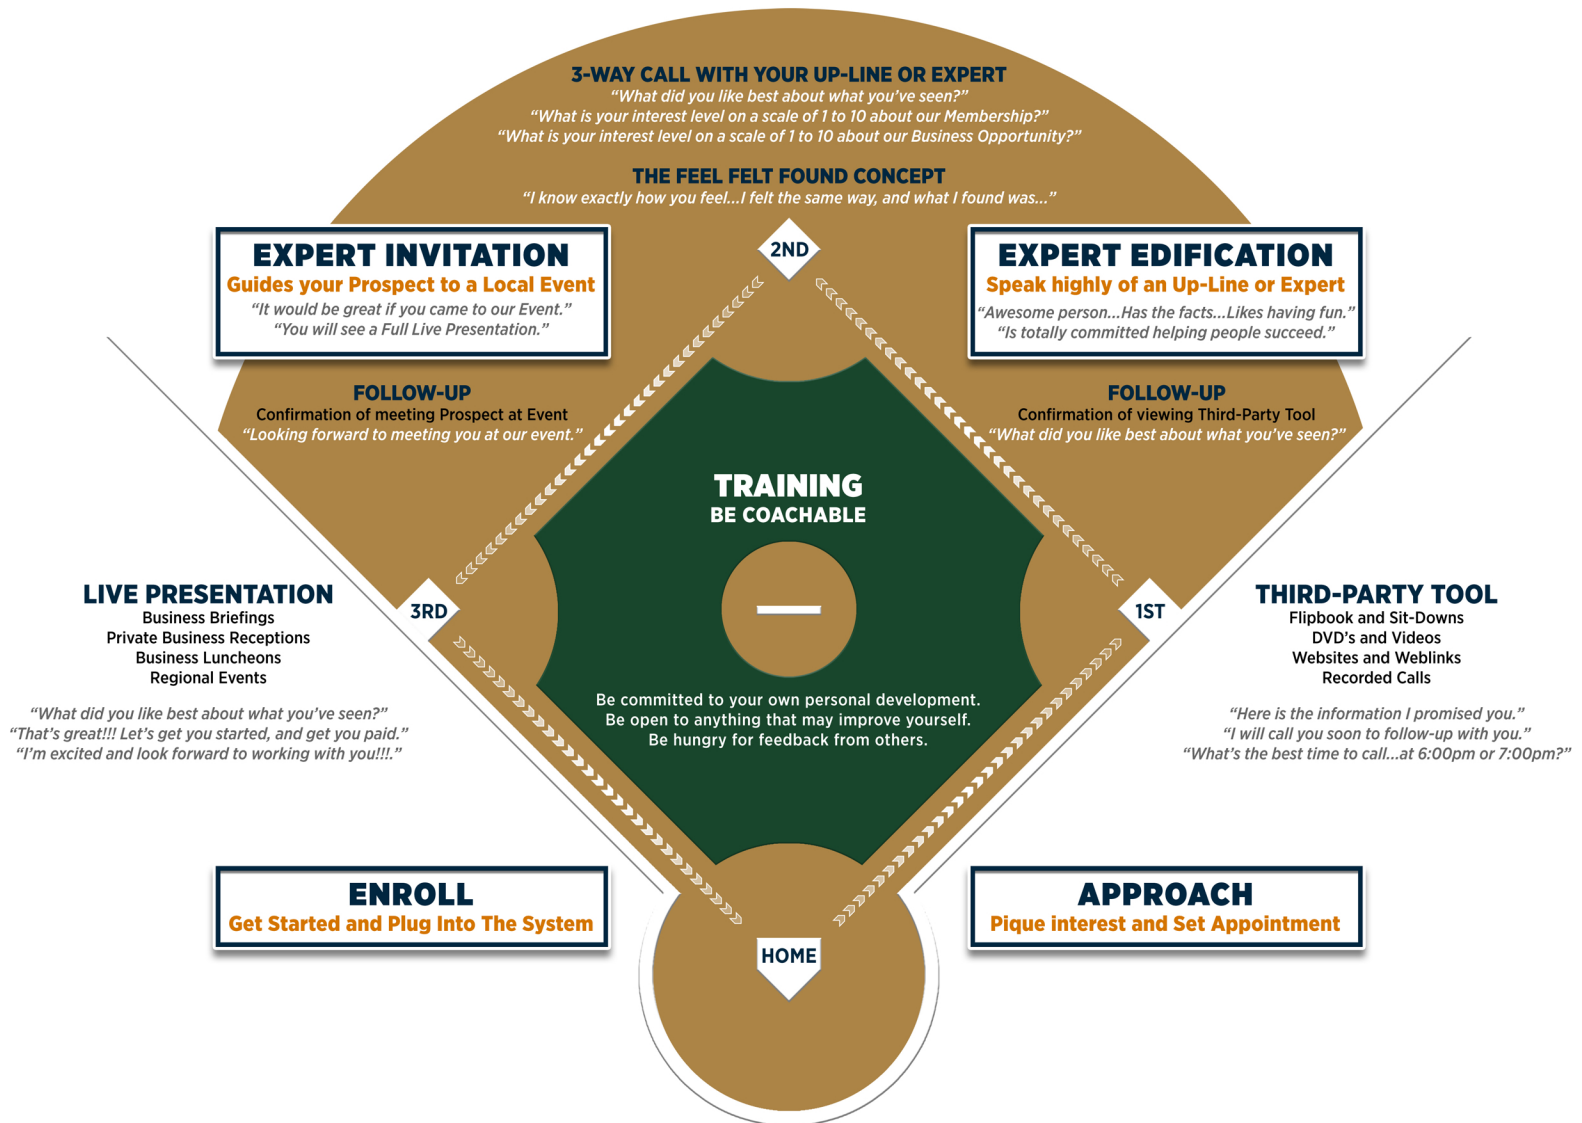 3-WAY CALL WITH YOUR UP-LINE OR EXPERT
“What did you like best about what you’ve seen?”
“What is your interest level on a scale of 1 to 10 about our Membership?”
“What is your interest level on a scale of 1 to 10 about our Business Opportunity?”
THE FEEL FELT FOUND CONCEPT
“I know exactly how you feel...I felt the same way, and what I found was...”
2ND
EXPERT INVITATION
Guides your Prospect to a Local Event
“It would be great if you came to our Event.”
“You will see a Full Live Presentation.”
EXPERT EDIFICATION
Speak highly of an Up-Line or Expert
“Awesome person...Has the facts...Likes having fun.”
“Is totally committed helping people succeed.”
FOLLOW-UP
Confirmation of meeting Prospect at Event
“Looking forward to meeting you at our event.”
FOLLOW-UP
Confirmation of viewing Third-Party Tool
“What did you like best about what you’ve seen?”
TRAINING
BE COACHABLE
Be committed to your own personal development.
Be open to anything that may improve yourself.
Be hungry for feedback from others.
3RD
1ST
LIVE PRESENTATION
Business Briefings
Private Business Receptions
Business Luncheons
Regional Events
“What did you like best about what you’ve seen?”
“That’s great!!! Let’s get you started, and get you paid.”
“I’m excited and look forward to working with you!!!.”
THIRD-PARTY TOOL
Flipbook and Sit-Downs
DVD’s and Videos
Websites and Weblinks
Recorded Calls
“Here is the information I promised you.”
“I will call you soon to follow-up with you.”
“What’s the best time to call...at 6:00pm or 7:00pm?”
ENROLL
Get Started and Plug Into The System
APPROACH
Pique interest and Set Appointment
HOME